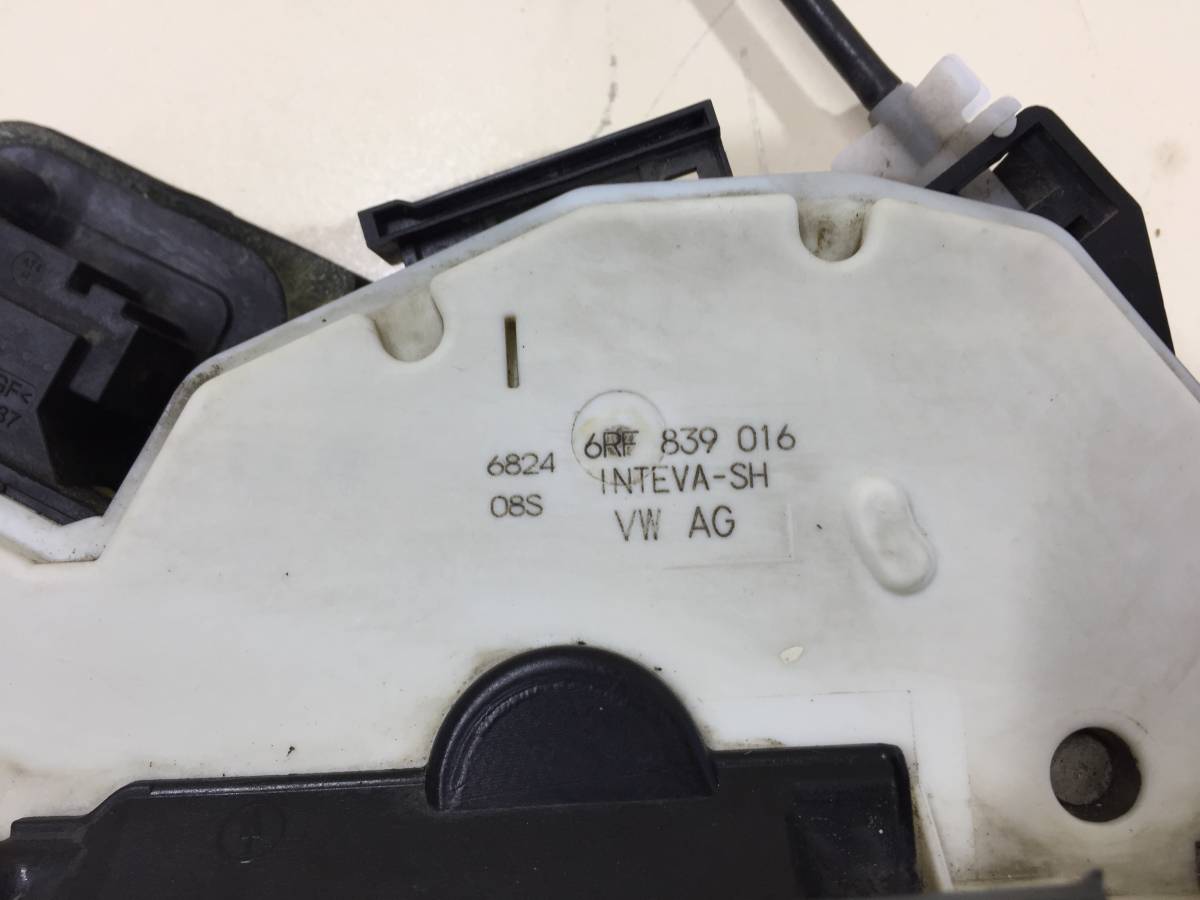 6824 6RF 839 016
INTEVA-SH
08S
VW AG